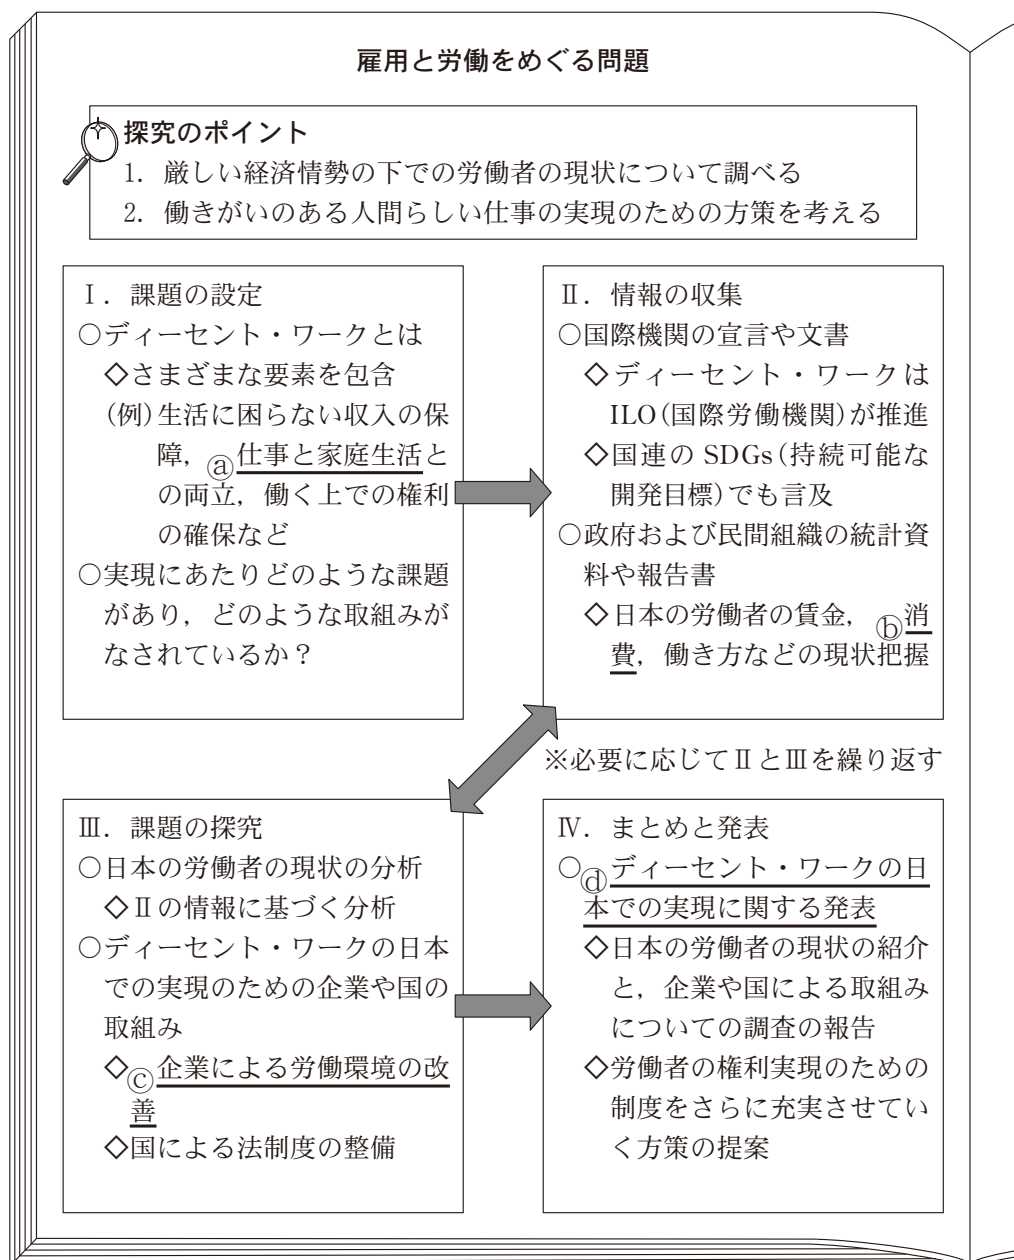 雇用と労働をめぐる問題
探究のポイント
1．厳しい経済情勢の下での労働者の現状について調べる
2．働きがいのある人間らしい仕事の実現のための方策を考える
Ⅰ．課題の設定
○ディーセント・ワークとは
◇さまざまな要素を包含
(例)生活に困らない収入の保
障，ⓐ仕事と家庭生活と
の両立，働く上での権利
の確保など
○実現にあたりどのような課題
があり，どのような取組みが
なされているか？
Ⅱ．情報の収集
○国際機関の宣言や文書
◇ディーセント・ワークは
ILO(国際労働機関)が推進
◇国連の SDGs(持続可能な
開発目標)でも言及
○政府および民間組織の統計資
料や報告書
◇日本の労働者の賃金，ⓑ消
費，働き方などの現状把握
※必要に応じてⅡとⅢを繰り返す
Ⅲ．課題の探究
○日本の労働者の現状の分析
◇Ⅱの情報に基づく分析
○ディーセント・ワークの日本
での実現のための企業や国の
取組み
◇ⓒ企業による労働環境の改
善
◇国による法制度の整備
Ⅳ．まとめと発表
○ⓓディーセント・ワークの日
本での実現に関する発表
◇日本の労働者の現状の紹介
と，企業や国による取組み
についての調査の報告
◇労働者の権利実現のための
制度をさらに充実させてい
く方策の提案